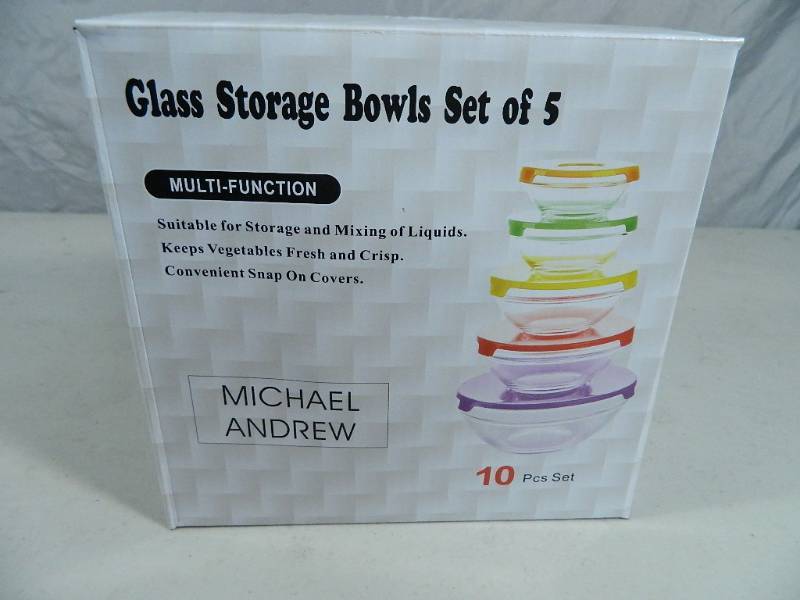 Glass Storage Bowls Set of 5
MULTI-FUNCTION
Suitable for Storage and Mixing of Liquids.
Keeps Vegetables Fresh and Crisp.
Convenient Snap On Covers.
MICHAEL
ANDREW
10 Pcs Set